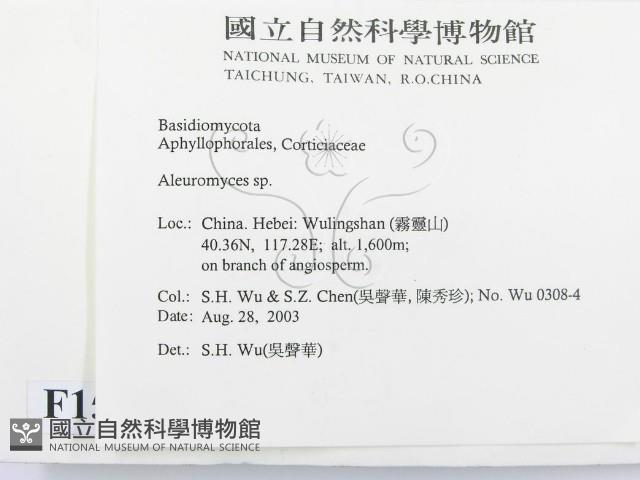 國立自然科學博物館
NATIONAL MUSEUM OF NATURAL SCIENCE
TAICHUNG, TAIWAN, R.O.CHINA
Basidiomycota
Aphyllophorales, Corticiaceae
Aleuromyces sp.
Loc.: China. Hebei: Wulingshan (霧靈山)
40.36N, 117.28E; alt. 1,600m;
on branch of angiosperm.
Col.: S.H. Wu & S.Z. Chen(吳聲華, 陳秀珍); No. Wu 0308-4
Date: Aug. 28, 2003
Det.: S.H. Wu(吳聲華)
F15
國立自然科學博物館
NATIONAL MUSEUM OF NATURAL SCIENCE